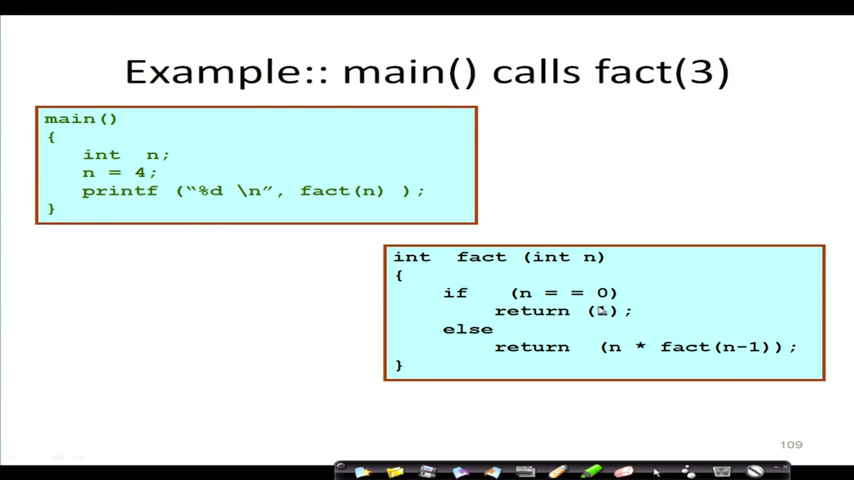 Example:: main() calls fact(3)
main()
{
int n;
n = 4;
printf (“%d \n”, fact(n) );
}
int fact (int n)
{
if (n = = 0)
return (1);
else
return (n * fact(n-1));
}
109